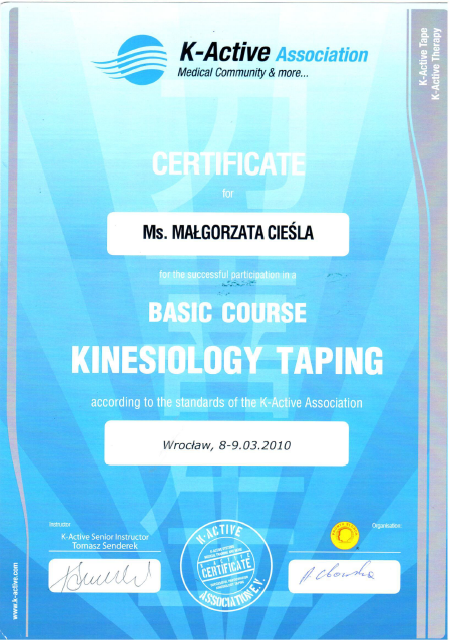 K-Active Association
Medical Community & more...
K-Active Tape
K-Active Therapy
CERTIFICATE
for
Ms. MAŁGORZATA CIEŚLA
for the successful participation in a
BASIC COURSE
KINESIOLOGY TAPING
according to the standards of the K-Active Association
Wrocław, 8-9.03.2010
Instructor
K-Active Senior Instructor
Tomasz Senderek
Organisation:
K-ACTIVE
CERTIFICATE
ASSOCIATION E.V.
www.k-active.com